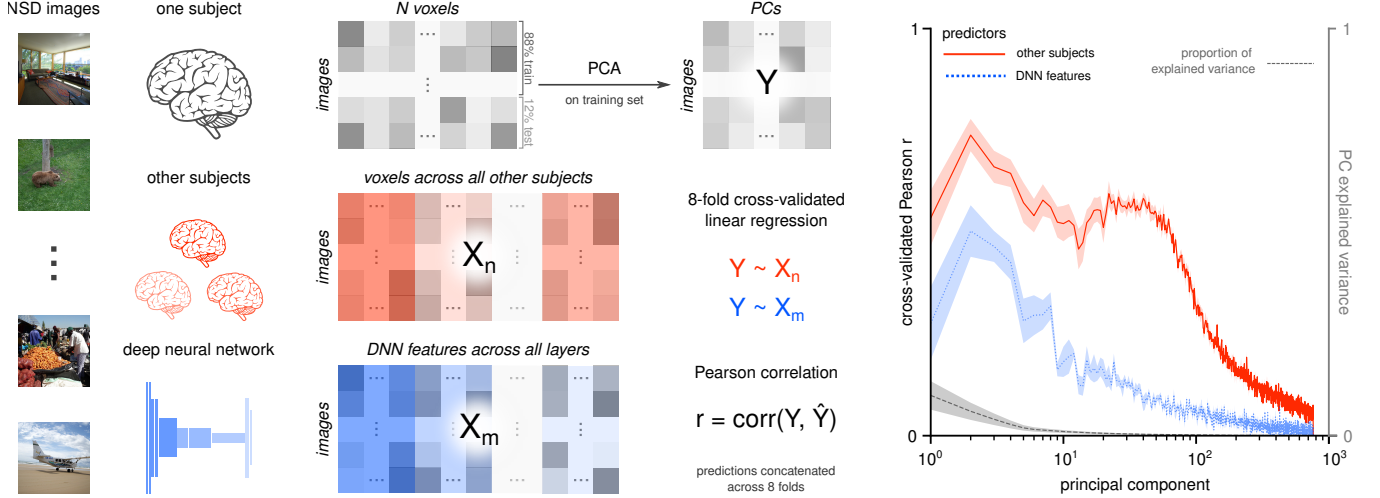 NSD images
one subject
other subjects
deep neural network
N voxels
images
88% train
12% test
PCA
on training set
PCs
images
Y
voxels across all other subjects
images
Xn
DNN features across all layers
images
Xm
8-fold cross-validated
linear regression
Y ~ Xn
Y ~ Xm
Pearson correlation
r = corr(Y, Ŷ)
predictions concatenated
across 8 folds
predictors
other subjects
DNN features
proportion of
explained variance
1
0
cross-validated Pearson r
1
0
PC explained variance
10⁰
10¹
10²
10³
principal component